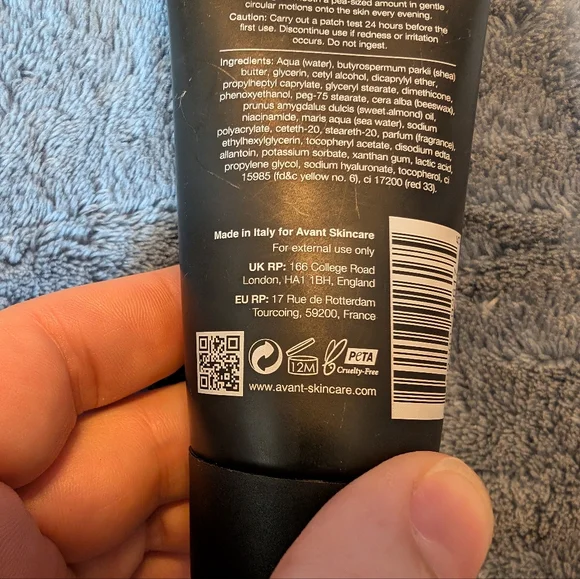 a pea-sized amount in gentle
circular motions onto the skin every evening.
Caution: Carry out a patch test 24 hours before the
first use. Discontinue use if redness or irritation
occurs. Do not ingest.
Ingredients: Aqua (water), butyrospermum parkii (shea)
butter, glycerin, cetyl alcohol, dicaprylyl ether,
propylheptyl caprylate, glyceryl stearate, dimethicone,
phenoxyethanol, peg-75 stearate, cera alba (beeswax),
prunus amygdalus dulcis (sweet.almond) oil,
niacinamide, maris aqua (sea water), sodium
polyacrylate, ceteth-20, steareth-20, parfum (fragrance),
ethylhexylglycerin, tocopheryl acetate, disodium edta,
allantoin, potassium sorbate, xanthan gum, lactic acid,
propylene glycol, sodium hyaluronate, tocopherol, ci
15985 (fd&c yellow no. 6), ci 17200 (red 33).
Made in Italy for Avant Skincare
For external use only
UK RP: 166 College Road
London, HA1 1BH, England
EU RP: 17 Rue de Rotterdam
Tourcoing, 59200, France
12M
PeTA
Cruelty-Free
www.avant-skincare.com